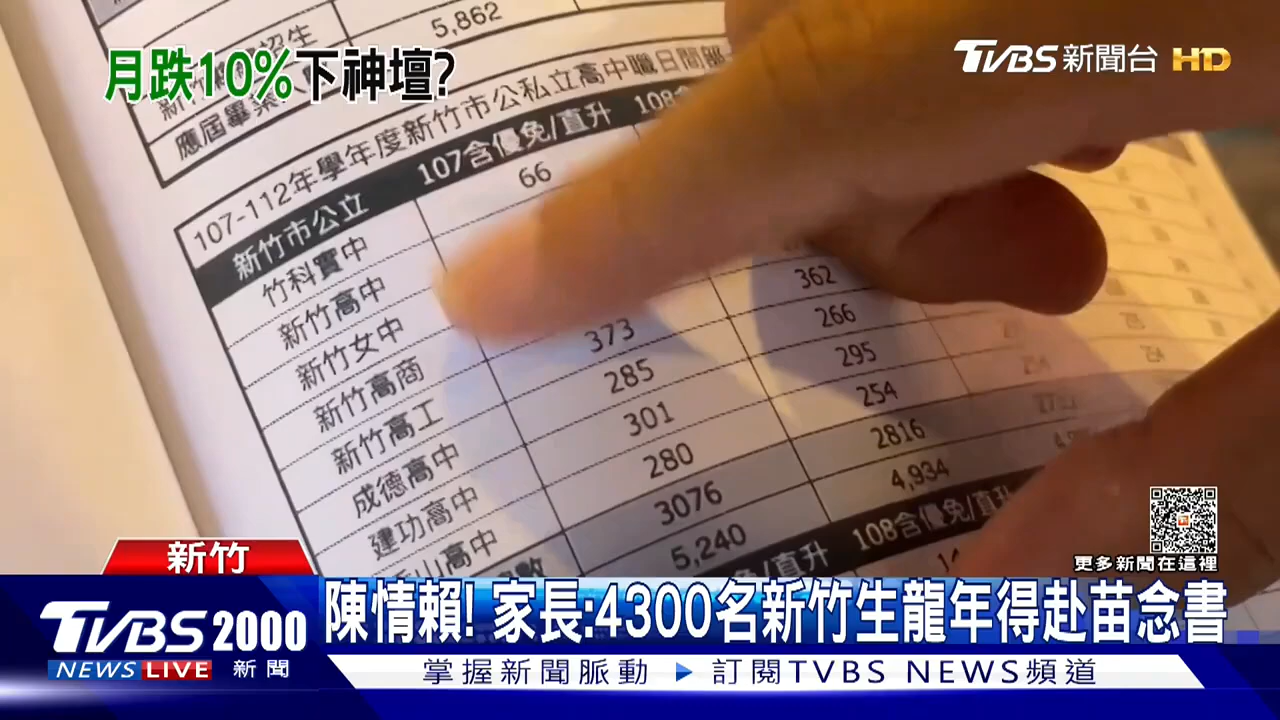 5,862
月跌10%下神壇?
TVBS新聞台 HD
應屆畢業
107-112年學年度新竹市公私立高中職日間部
新竹市公立 107含優免/直升 108含
竹科實中 66
新竹高中
新竹女中 362
新竹高商 373 266
新竹高工 285 295
成德高中 301 254
建功高中 280 2816
山高中 3076 4,934
數 5,240
/直升 108含優免/直升
更多新聞在這裡
新竹
陳情賴! 家長:4300名新竹生龍年得赴苗念書
TVBS 2000
NEWS LIVE 新聞
掌握新聞脈動 ▶ 訂閱TVBS NEWS頻道